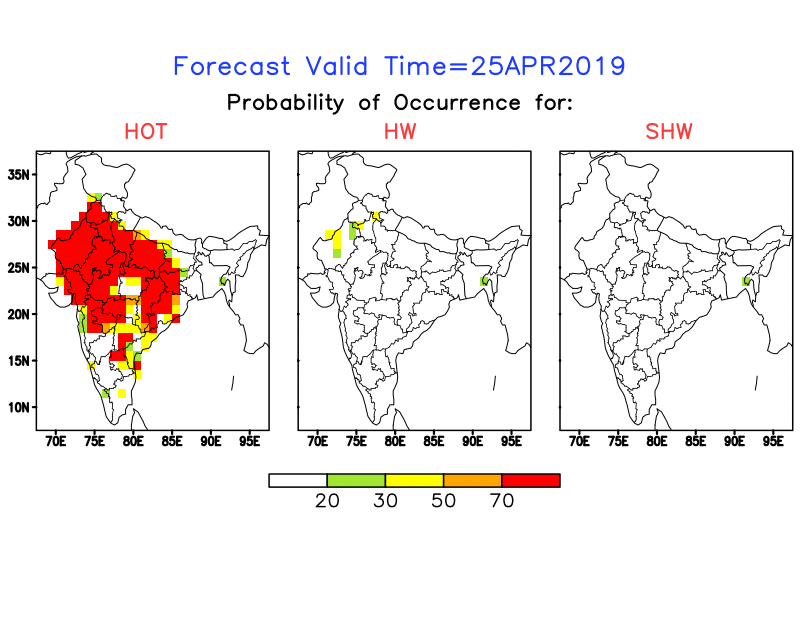 Forecast Valid Time=25APR2019
Probability of Occurrence for:
HOT HW SHW
35N
30N
25N
20N
15N
10N
70E 75E 80E 85E 90E 95E 70E 75E 80E 85E 90E 95E 70E 75E 80E 85E 90E 95E
20 30 50 70